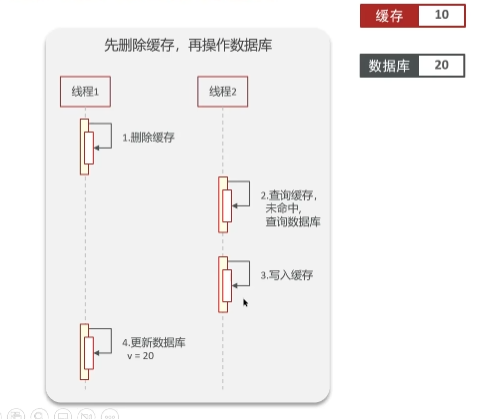 缓存 10
先删除缓存，再操作数据库
数据库 20
线程1 线程2
1.删除缓存
2.查询缓存，
未命中，
查询数据库
3.写入缓存
4.更新数据库
v = 20